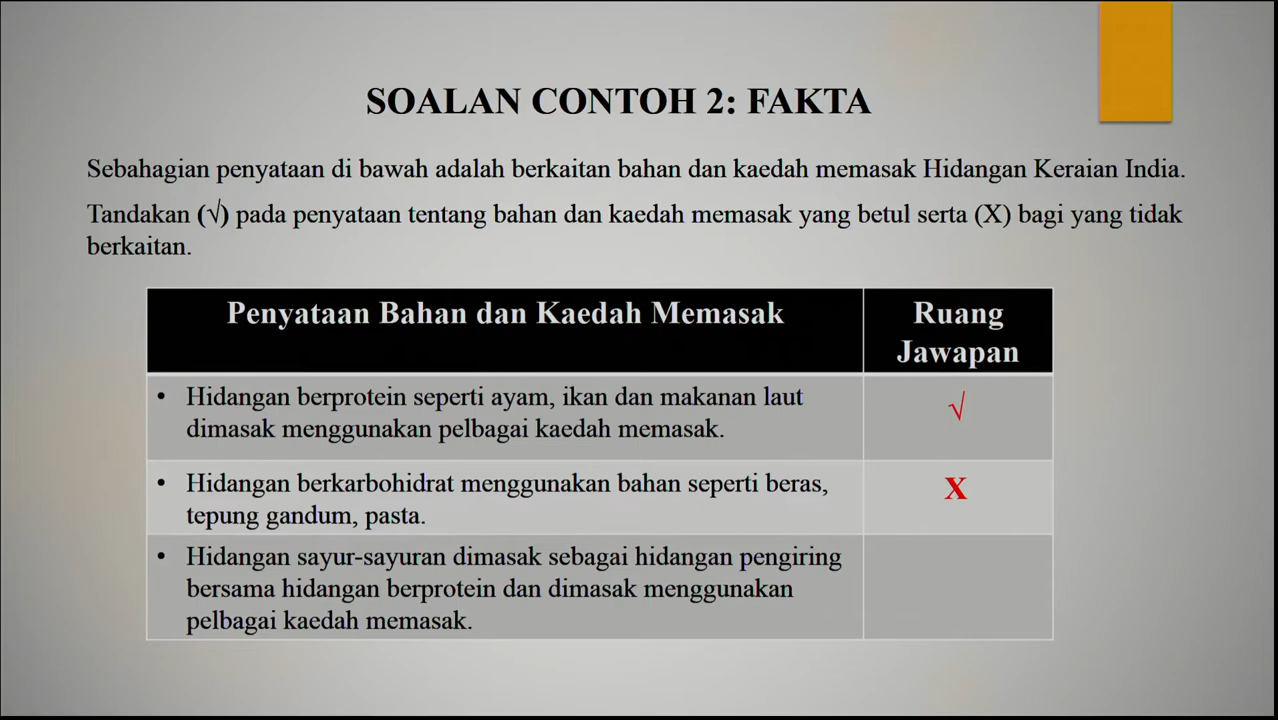 SOALAN CONTOH 2: FAKTA
Sebahagian penyataan di bawah adalah berkaitan bahan dan kaedah memasak Hidangan Keraian India.
Tandakan (√) pada penyataan tentang bahan dan kaedah memasak yang betul serta (X) bagi yang tidak
berkaitan.
Penyataan Bahan dan Kaedah Memasak
Ruang
Jawapan
• Hidangan berprotein seperti ayam, ikan dan makanan laut
dimasak menggunakan pelbagai kaedah memasak.
√
• Hidangan berkarbohidrat menggunakan bahan seperti beras,
tepung gandum, pasta.
X
• Hidangan sayur-sayuran dimasak sebagai hidangan pengiring
bersama hidangan berprotein dan dimasak menggunakan
pelbagai kaedah memasak.